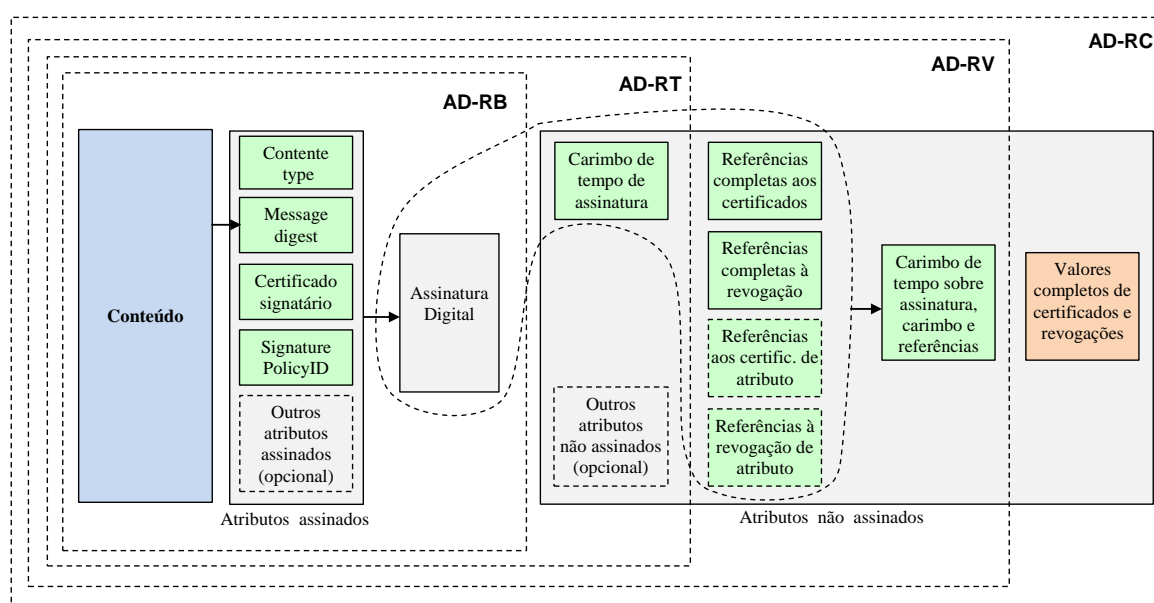 AD-RC
AD-RV
AD-RT
AD-RB
Conteúdo
Contente
type
Message
digest
Certificado
signatário
Signature
PolicyID
Outros
atributos
assinados
(opcional)
Atributos assinados
Assinatura
Digital
Carimbo de
tempo de
assinatura
Outros
atributos
não assinados
(opcional)
Referências
completas aos
certificados
Referências
completas à
revogação
Referências
aos certific. de
atributo
Referências à
revogação de
atributo
Carimbo de
tempo sobre
assinatura,
carimbo e
referências
Valores
completos de
certificados e
revogações
Atributos não assinados